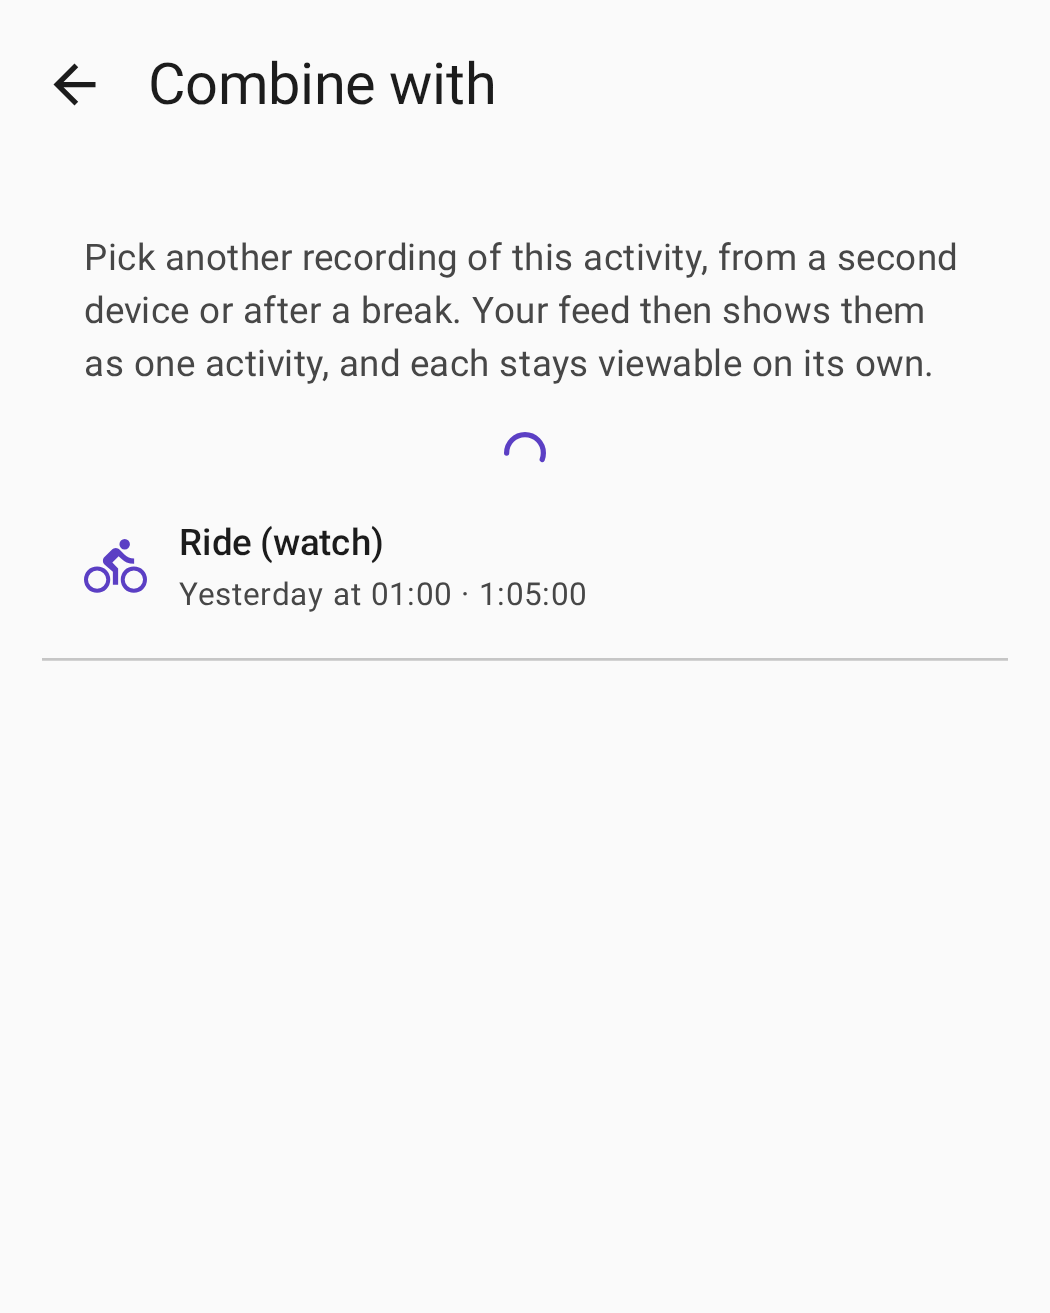 Combine with
Pick another recording of this activity, from a second
device or after a break. Your feed then shows them
as one activity, and each stays viewable on its own.
Ride (watch)
Yesterday at 01:00 · 1:05:00